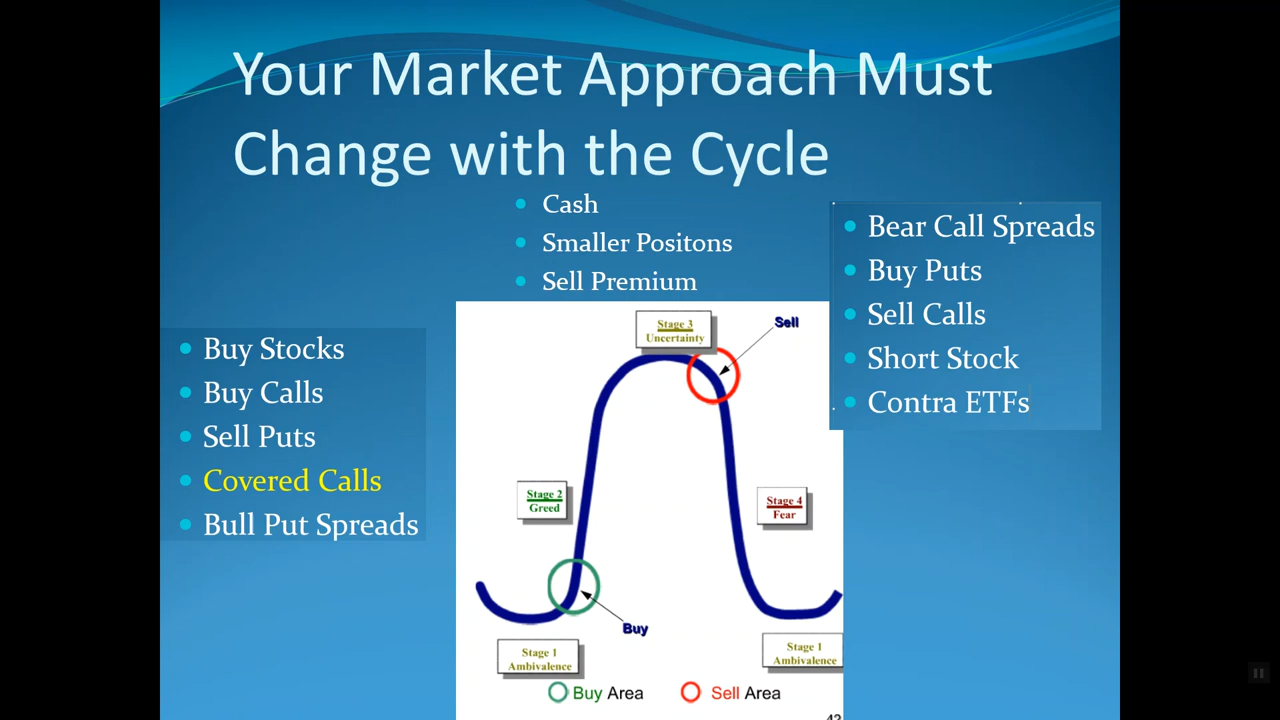 Your Market Approach Must
Change with the Cycle
Cash
Smaller Positons
Sell Premium
Bear Call Spreads
Buy Puts
Sell Calls
Short Stock
Contra ETFs
Buy Stocks
Buy Calls
Sell Puts
Covered Calls
Bull Put Spreads
Stage 3
Uncertainty
Sell
Stage 2
Greed
Stage 4
Fear
Buy
Stage 1
Ambivalence
Stage 1
Ambivalence
Buy Area
Sell Area